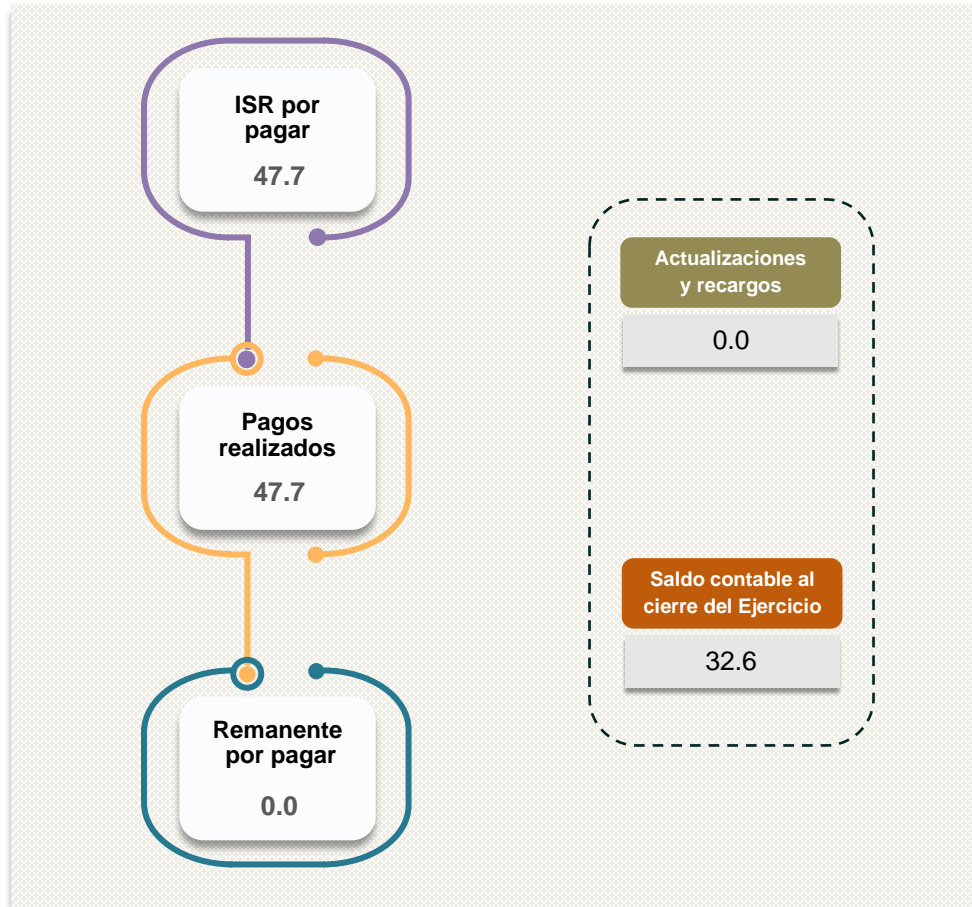 ISR por
pagar
47.7
Pagos
realizados
47.7
Remanente
por pagar
0.0
Actualizaciones
y recargos
0.0
Saldo contable al
cierre del Ejercicio
32.6